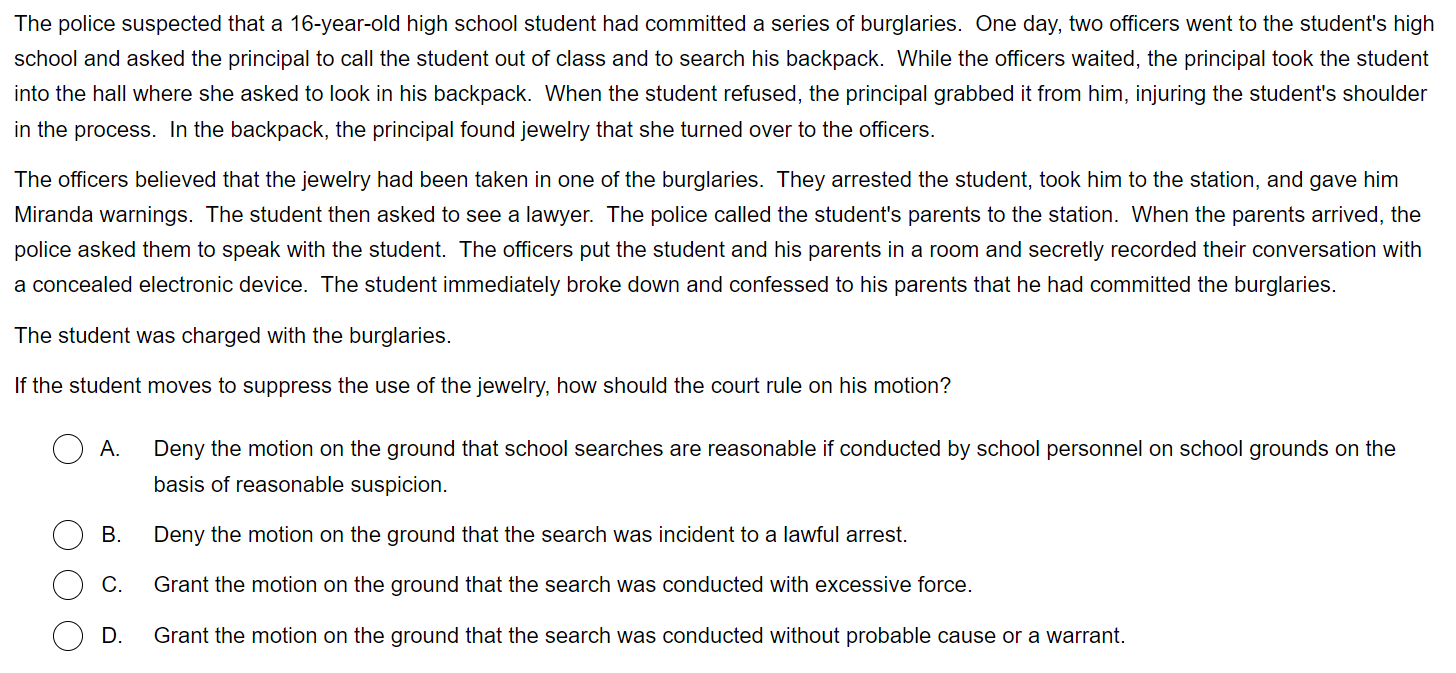 The police suspected that a 16-year-old high school student had committed a series of burglaries.  One day, two officers went to the student's high
school and asked the principal to call the student out of class and to search his backpack.  While the officers waited, the principal took the student
into the hall where she asked to look in his backpack.  When the student refused, the principal grabbed it from him, injuring the student's shoulder
in the process.  In the backpack, the principal found jewelry that she turned over to the officers.
The officers believed that the jewelry had been taken in one of the burglaries.  They arrested the student, took him to the station, and gave him
Miranda warnings.  The student then asked to see a lawyer.  The police called the student's parents to the station.  When the parents arrived, the
police asked them to speak with the student.  The officers put the student and his parents in a room and secretly recorded their conversation with
a concealed electronic device.  The student immediately broke down and confessed to his parents that he had committed the burglaries.
The student was charged with the burglaries.
If the student moves to suppress the use of the jewelry, how should the court rule on his motion?
A. Deny the motion on the ground that school searches are reasonable if conducted by school personnel on school grounds on the
basis of reasonable suspicion.
B. Deny the motion on the ground that the search was incident to a lawful arrest.
C. Grant the motion on the ground that the search was conducted with excessive force.
D. Grant the motion on the ground that the search was conducted without probable cause or a warrant.